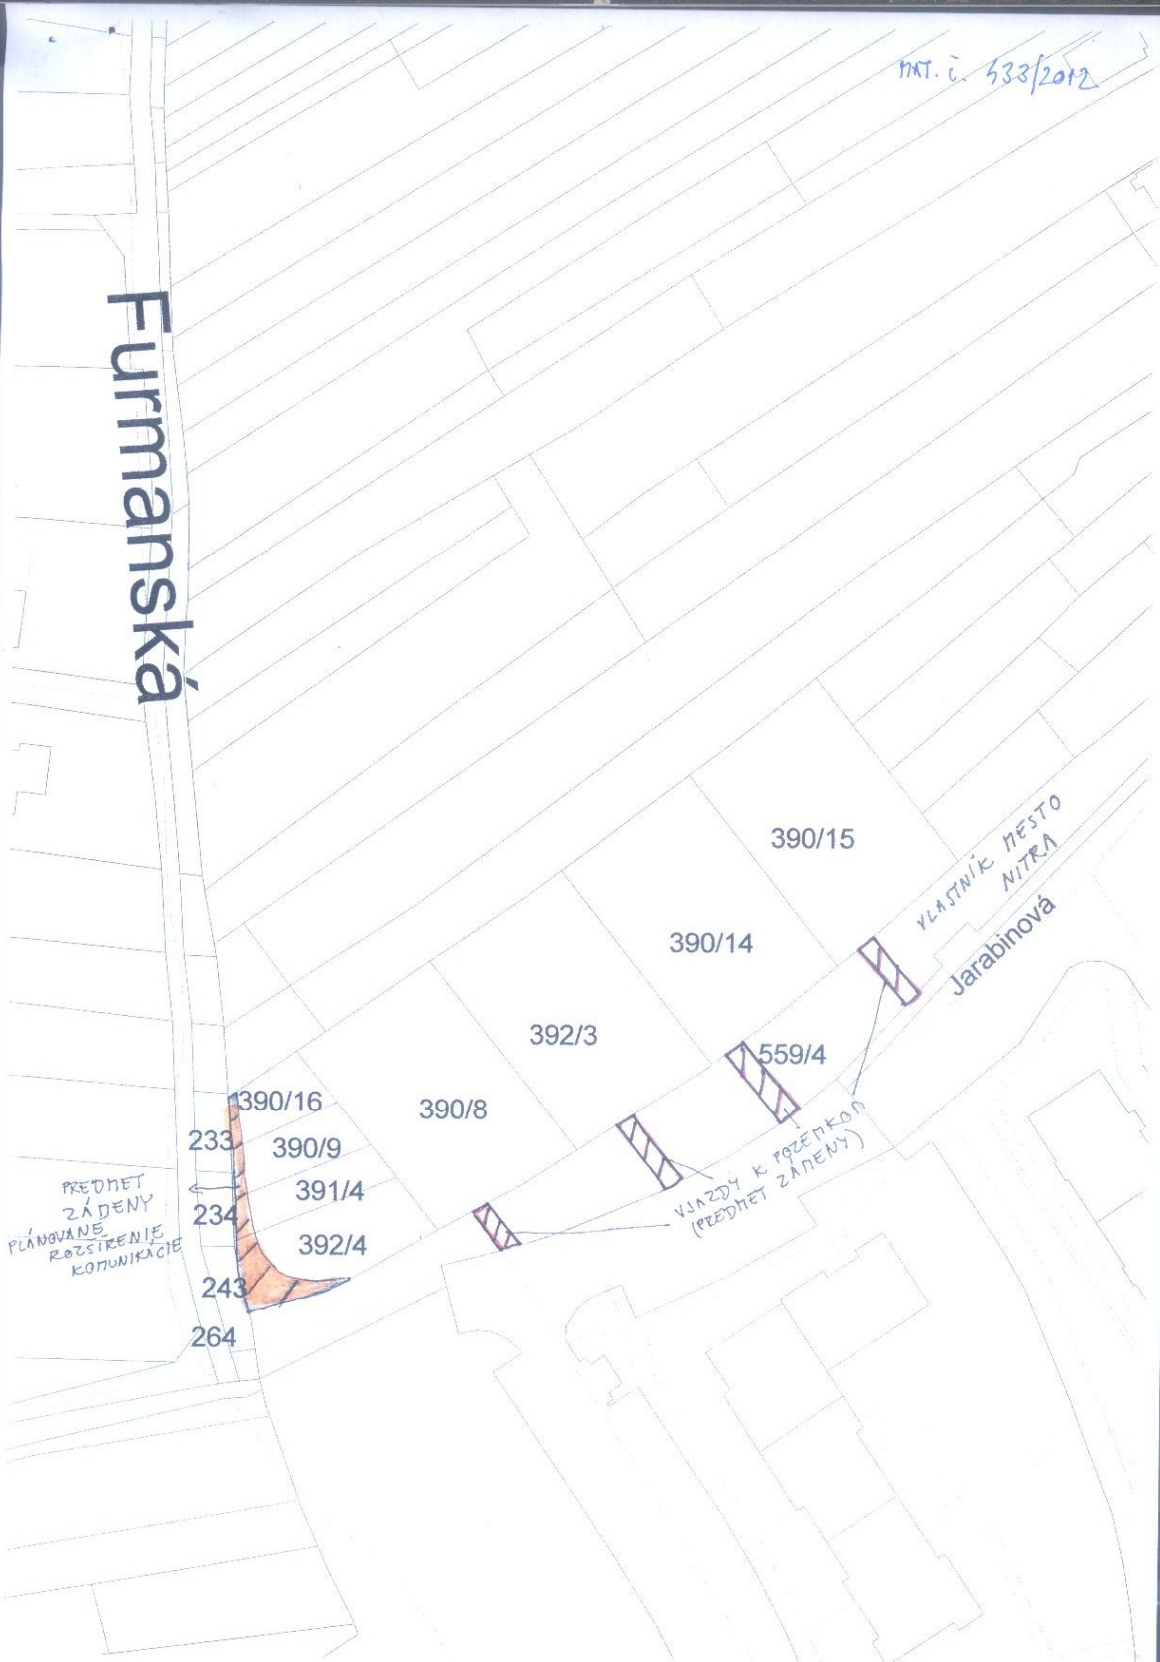 MAT. č. 533/2012
Furmanská
390/15
VLASTNÍK MESTO
NITRA
390/14
Jarabinová
392/3
559/4
390/16
390/8
233
390/9
VJAZDY K POZEMKOM
(PREDMET ZÁMENY)
391/4
PREDMET
ZÁMENY
234
PLÁNOVANÉ
ROZŠÍRENIE
KOMUNIKÁCIE
392/4
243
264